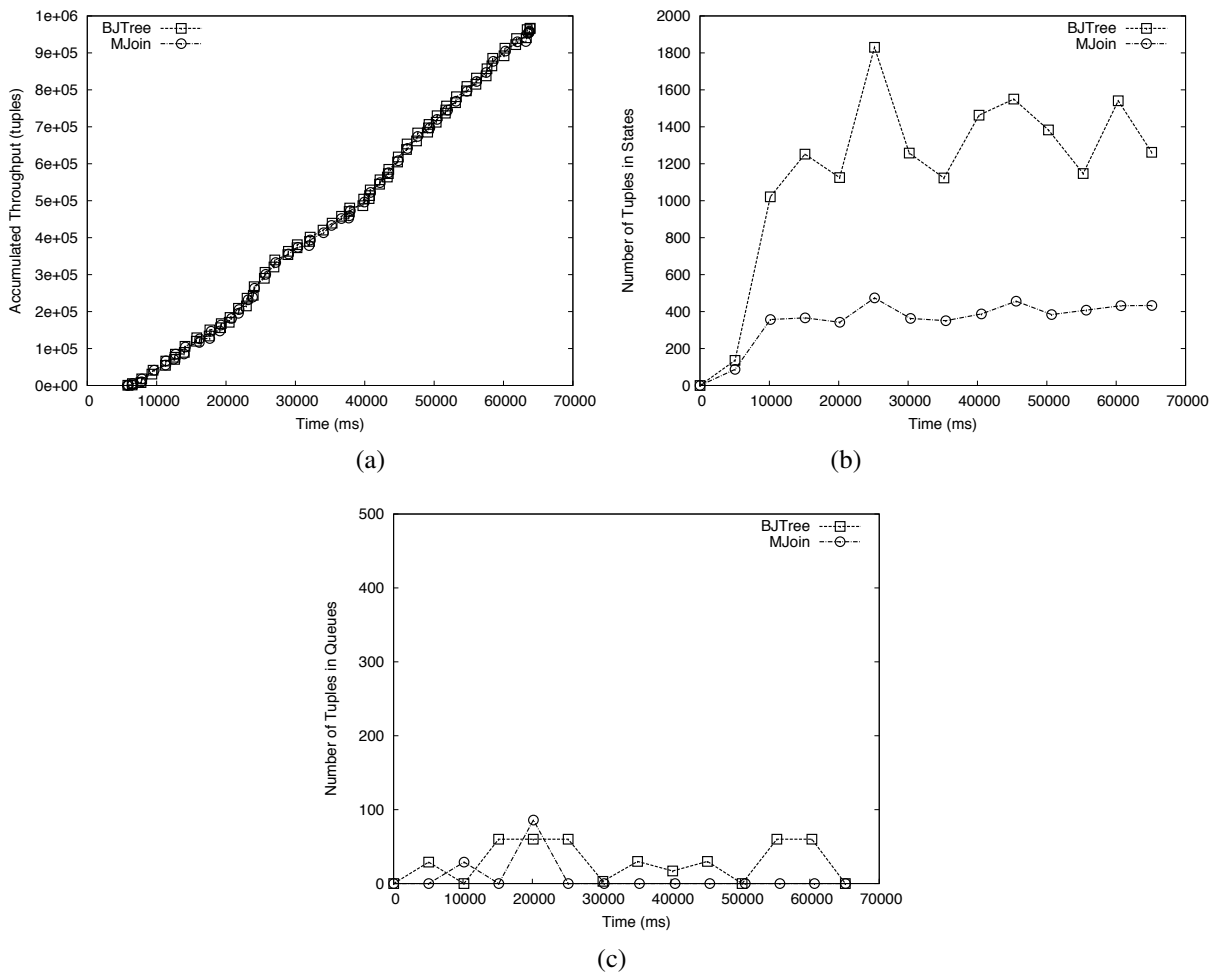 1e+06
9e+05
8e+05
7e+05
6e+05
5e+05
4e+05
3e+05
2e+05
1e+05
0e+00
Accumulated Throughput (tuples)
BJTree
MJoin
0 10000 20000 30000 40000 50000 60000 70000
Time (ms)
(a)
2000
1800
1600
1400
1200
1000
800
600
400
200
0
Number of Tuples in States
BJTree
MJoin
0 10000 20000 30000 40000 50000 60000 70000
Time (ms)
(b)
500
400
300
200
100
0
Number of Tuples in Queues
BJTree
MJoin
0 10000 20000 30000 40000 50000 60000 70000
Time (ms)
(c)